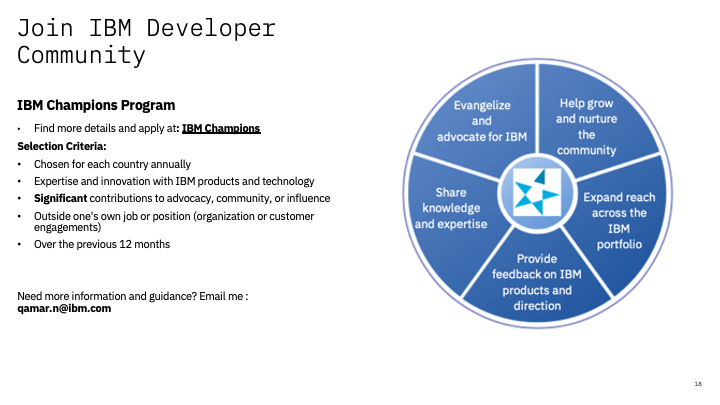 Join IBM Developer
Community
IBM Champions Program
• Find more details and apply at: IBM Champions
Selection Criteria:
• Chosen for each country annually
• Expertise and innovation with IBM products and technology
• Significant contributions to advocacy, community, or influence
• Outside one's own job or position (organization or customer
engagements)
• Over the previous 12 months
Need more information and guidance? Email me :
qamar.n@ibm.com
Evangelize
and
advocate for IBM
Help grow
and nurture
the
community
Share
knowledge
and expertise
Expand reach
across the
IBM
portfolio
Provide
feedback on IBM
products and
direction
18